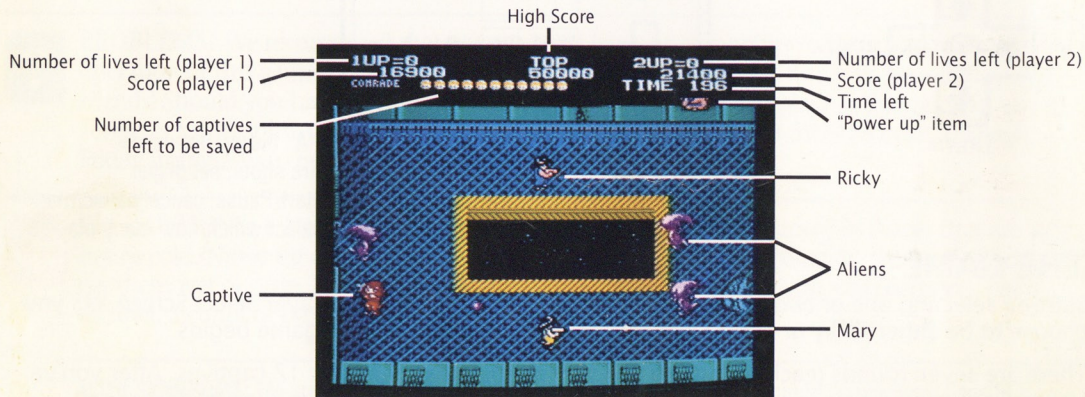 High Score
Number of lives left (player 1)
Score (player 1)
Number of captives
left to be saved
Captive
1UP=0 TOP 2UP=0
16900 50000 21400
COMRADE TIME 196
Number of lives left (player 2)
Score (player 2)
Time left
"Power up" item
Ricky
Aliens
Mary